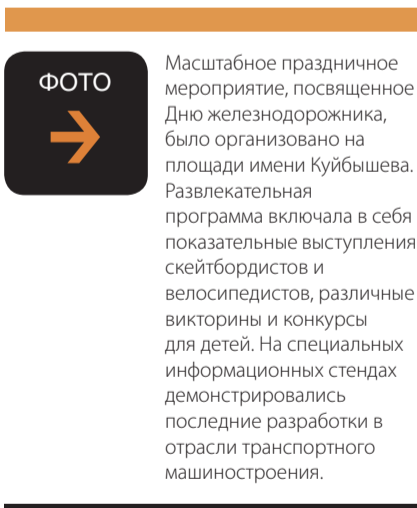 ФОТО
Масштабное праздничное
мероприятие, посвященное
Дню железнодорожника,
было организовано на
площади имени Куйбышева.
Развлекательная
программа включала в себя
показательные выступления
скейтбордистов и
велосипедистов, различные
викторины и конкурсы
для детей. На специальных
информационных стендах
демонстрировались
последние разработки в
отрасли транспортного
машиностроения.